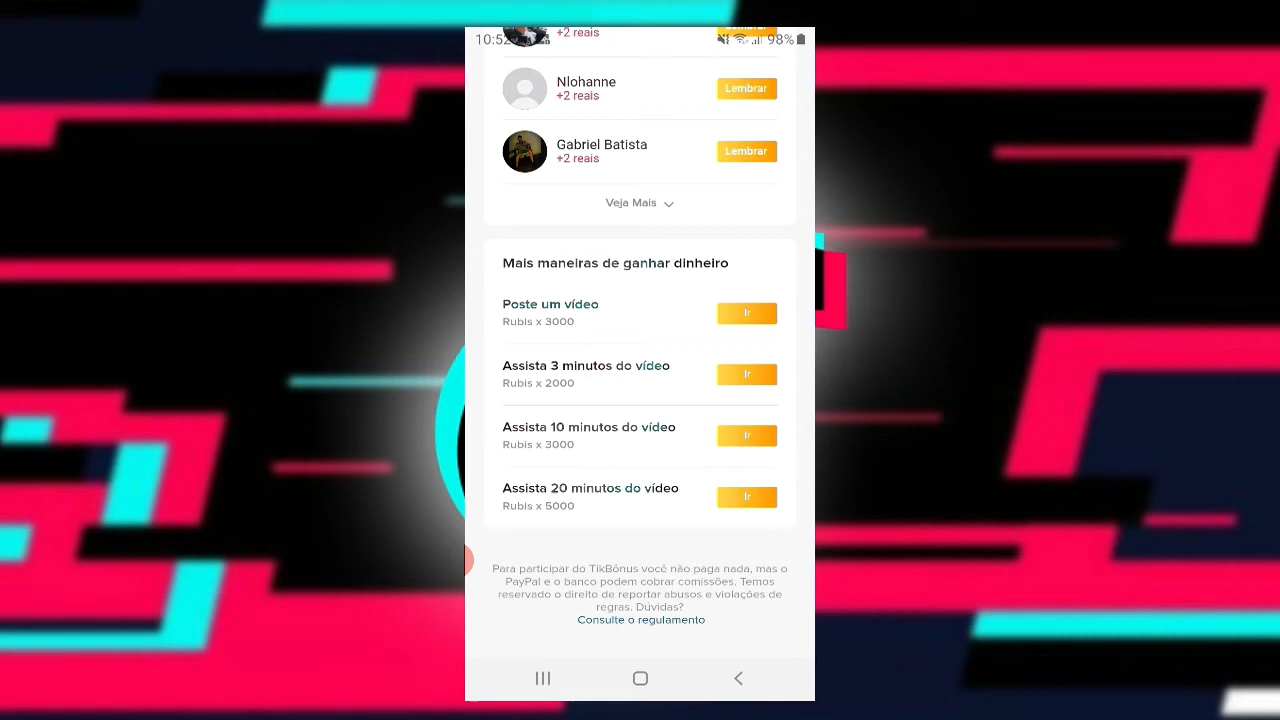 10:52
98%
+2 reais
Nlohanne
+2 reais
Lembrar
Gabriel Batista
+2 reais
Lembrar
Veja Mais
Mais maneiras de ganhar dinheiro
Poste um vídeo
Rubis x 3000
Ir
Assista 3 minutos do vídeo
Rubis x 2000
Ir
Assista 10 minutos do vídeo
Rubis x 3000
Ir
Assista 20 minutos do vídeo
Rubis x 5000
Ir
Para participar do TikBônus você não paga nada, mas o
PayPal e o banco podem cobrar comissões. Temos
reservado o direito de reportar abusos e violações de
regras. Dúvidas?
Consulte o regulamento